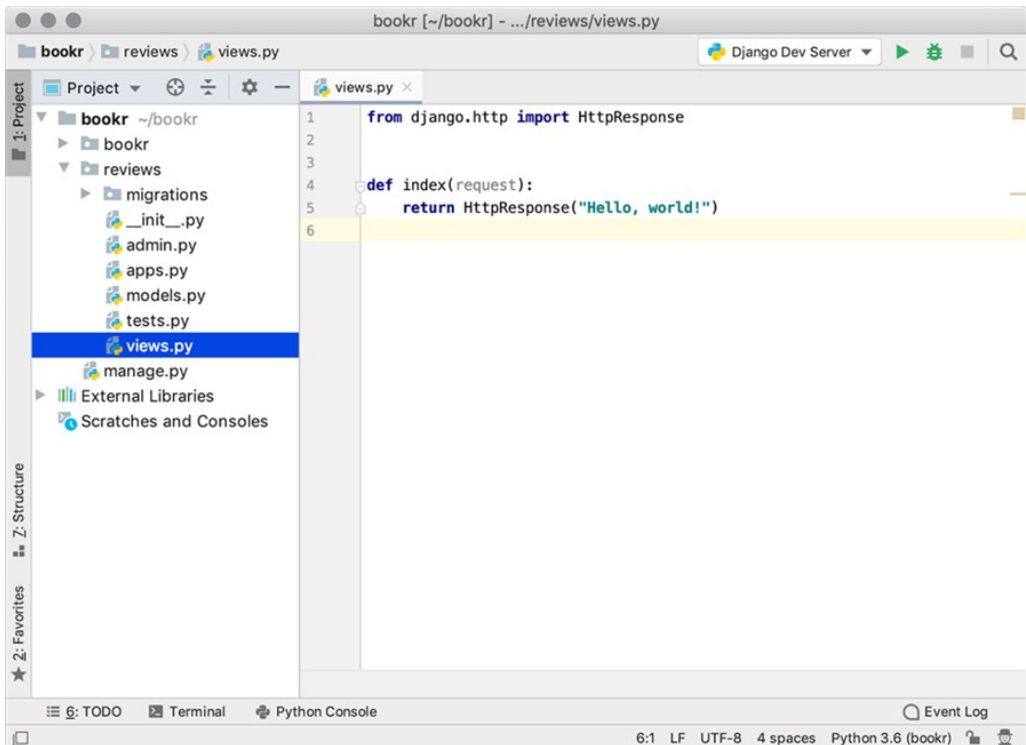 bookr [~/bookr] - .../reviews/views.py
bookr reviews views.py
Django Dev Server
1: Project
Project
views.py
bookr ~/bookr
bookr
reviews
migrations
__init__.py
admin.py
apps.py
models.py
tests.py
views.py
manage.py
External Libraries
Scratches and Consoles
1 from django.http import HttpResponse
2
3
4 def index(request):
5     return HttpResponse("Hello, world!")
6
Z: Structure
2: Favorites
6: TODO Terminal Python Console Event Log
6:1 LF UTF-8 4 spaces Python 3.6 (bookr)